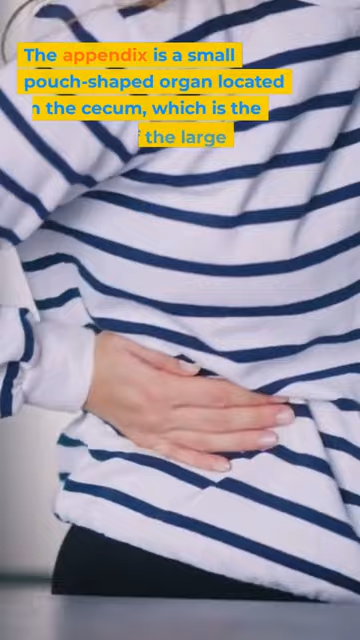 The appendix is a small
pouch-shaped organ located
the cecum, which is the
the large